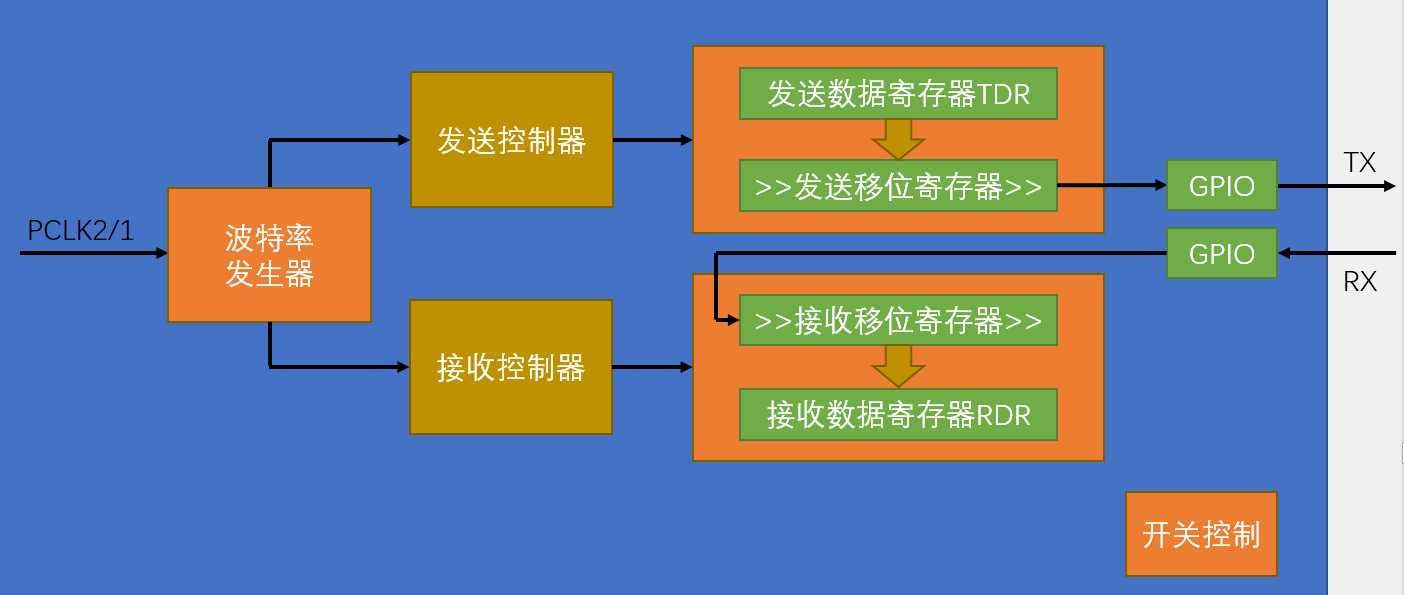 PCLK2/1
波特率
发生器
发送控制器
接收控制器
发送数据寄存器TDR
>>发送移位寄存器>>
>>接收移位寄存器>>
接收数据寄存器RDR
GPIO
TX
GPIO
RX
开关控制